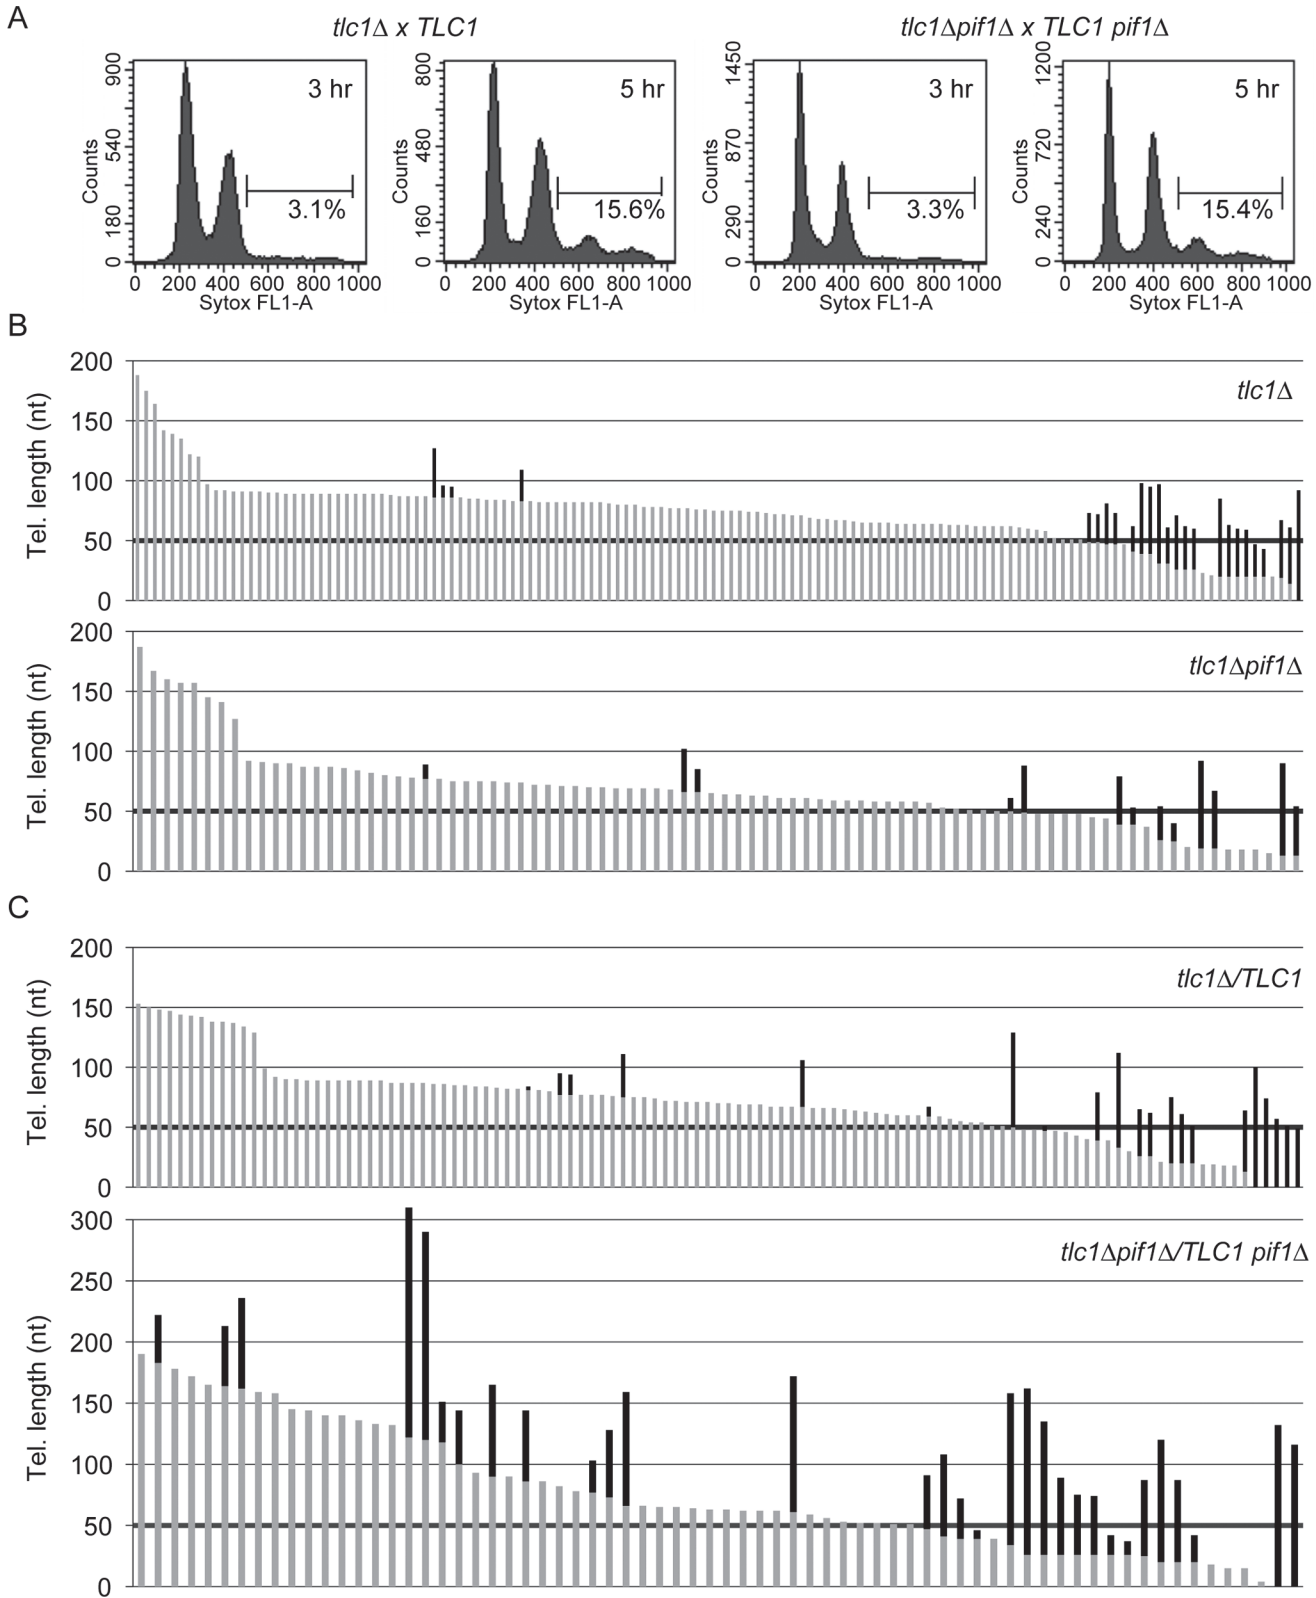 A
tlc1Δ x TLC1
tlc1Δpif1Δ x TLC1 pif1Δ
Counts
900
540
180
0
3 hr
3.1%
0 200 400 600 800 1000
Sytox FL1-A
Counts
800
480
160
0
5 hr
15.6%
0 200 400 600 800 1000
Sytox FL1-A
Counts
1450
870
290
0
3 hr
3.3%
0 200 400 600 800 1000
Sytox FL1-A
Counts
1200
720
240
0
5 hr
15.4%
0 200 400 600 800 1000
Sytox FL1-A
B
Tel. length (nt)
200
150
100
50
0
tlc1Δ
Tel. length (nt)
200
150
100
50
0
tlc1Δpif1Δ
C
Tel. length (nt)
200
150
100
50
0
tlc1Δ/TLC1
Tel. length (nt)
300
250
200
150
100
50
0
tlc1Δpif1Δ/TLC1 pif1Δ